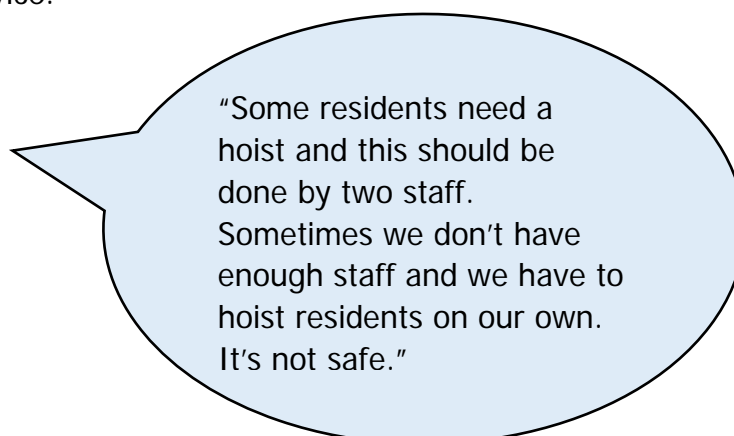 “Some residents need a
hoist and this should be
done by two staff.
Sometimes we don’t have
enough staff and we have to
hoist residents on our own.
It’s not safe.”